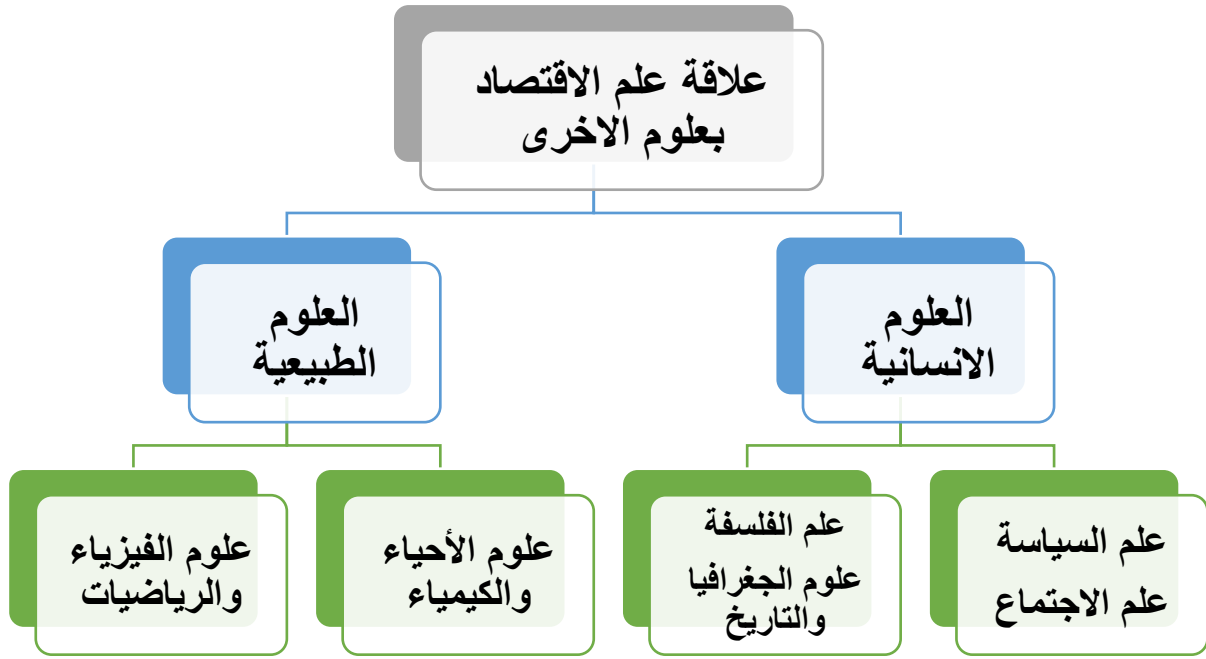 علاقة علم الاقتصاد
بعلوم الاخرى
العلوم
الانسانية
العلوم
الطبيعية
علم السياسة
علم الاجتماع
علم الفلسفة
علوم الجغرافيا
والتاريخ
علوم الأحياء
والكيمياء
علوم الفيزياء
والرياضيات